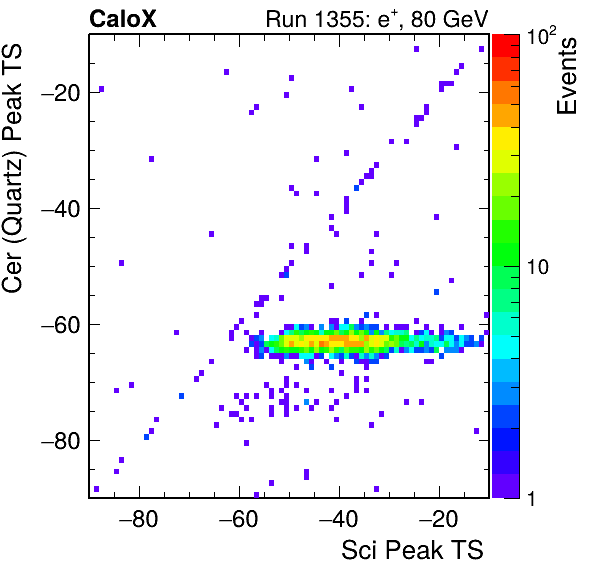 CaloX Run 1355: e⁺, 80 GeV
Cer (Quartz) Peak TS
−20
−40
−60
−80
−80 −60 −40 −20
Sci Peak TS
10²
10
1
Events